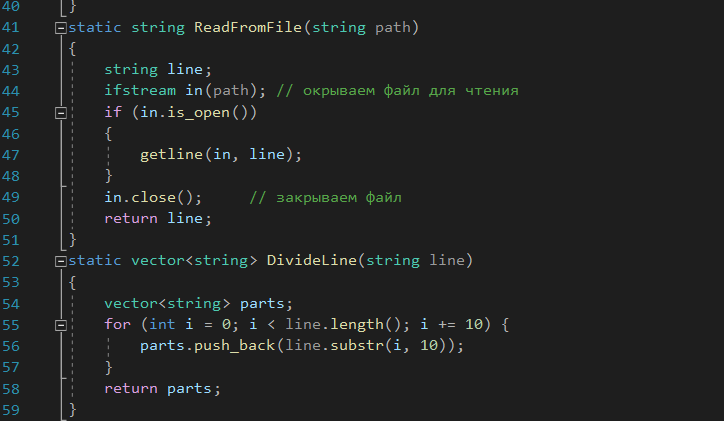 40 }
41 static string ReadFromFile(string path)
42 {
43 string line;
44 ifstream in(path); // окрываем файл для чтения
45 if (in.is_open())
46 {
47 getline(in, line);
48 }
49 in.close(); // закрываем файл
50 return line;
51 }
52 static vector<string> DivideLine(string line)
53 {
54 vector<string> parts;
55 for (int i = 0; i < line.length(); i += 10) {
56 parts.push_back(line.substr(i, 10));
57 }
58 return parts;
59 }